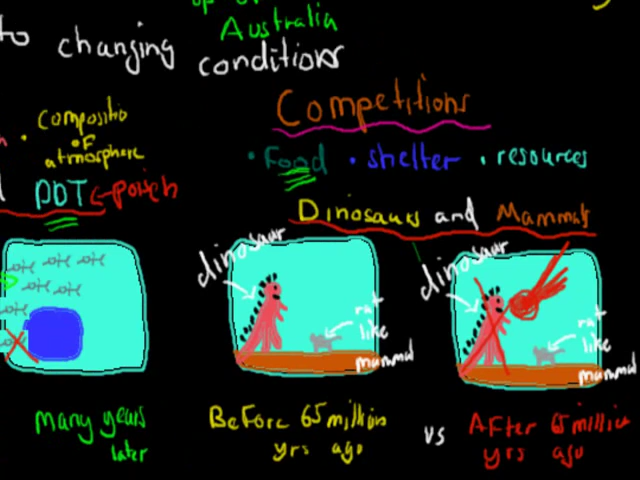 Australia
to changing conditions
Competitions
• Compositio
of
atmosphere
• Food • shelter • resources
DDT
Dinosaurs and Mammals
dinosaur
rat
like
mammal
dinosaur
rat
like
mammal
many years
later
Before 65 million
yrs ago
vs
After 65 million
yrs ago